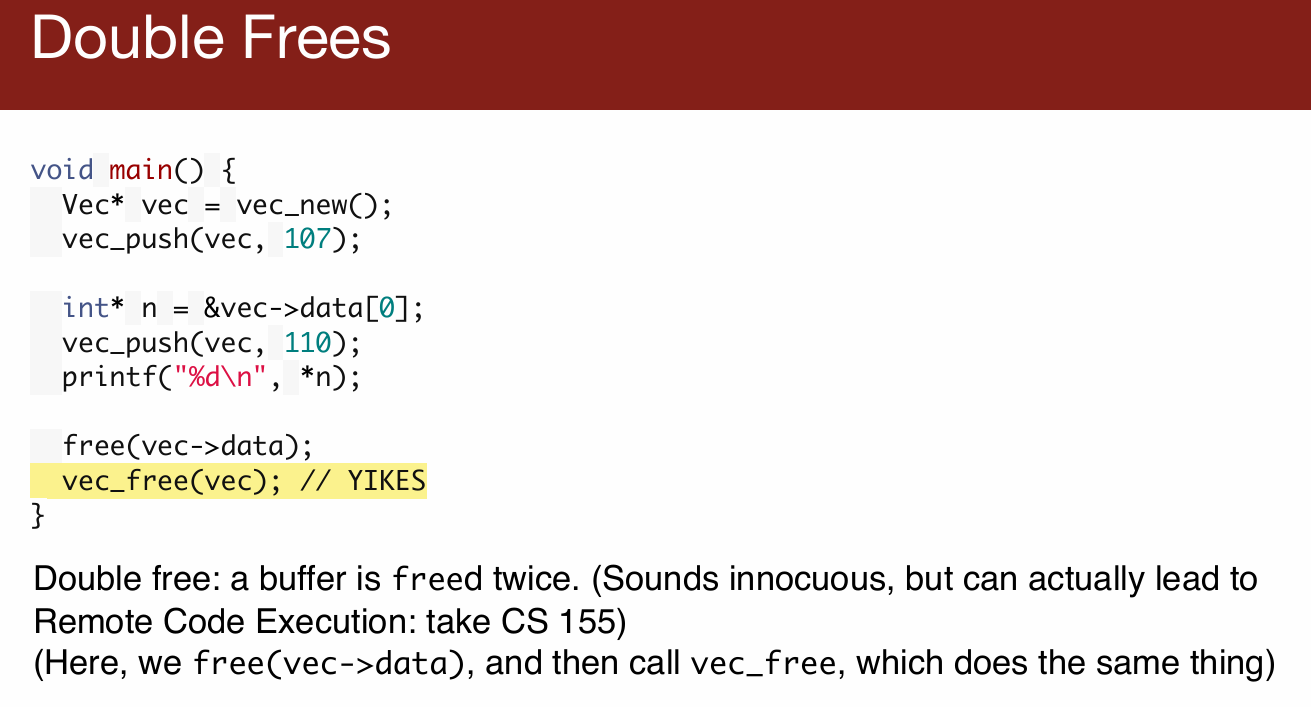 Double Frees
void main() {
  Vec* vec = vec_new();
  vec_push(vec, 107);

  int* n = &vec->data[0];
  vec_push(vec, 110);
  printf("%d\n", *n);

  free(vec->data);
  vec_free(vec); // YIKES
}
Double free: a buffer is freed twice. (Sounds innocuous, but can actually lead to
Remote Code Execution: take CS 155)
(Here, we free(vec->data), and then call vec_free, which does the same thing)